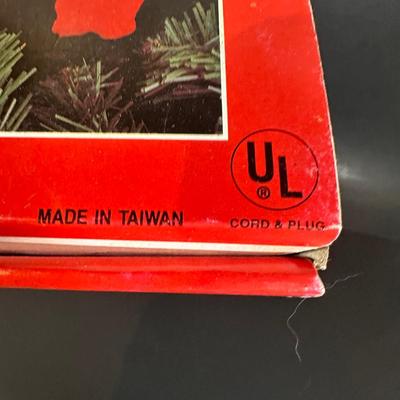 UL
®
MADE IN TAIWAN
CORD & PLUG